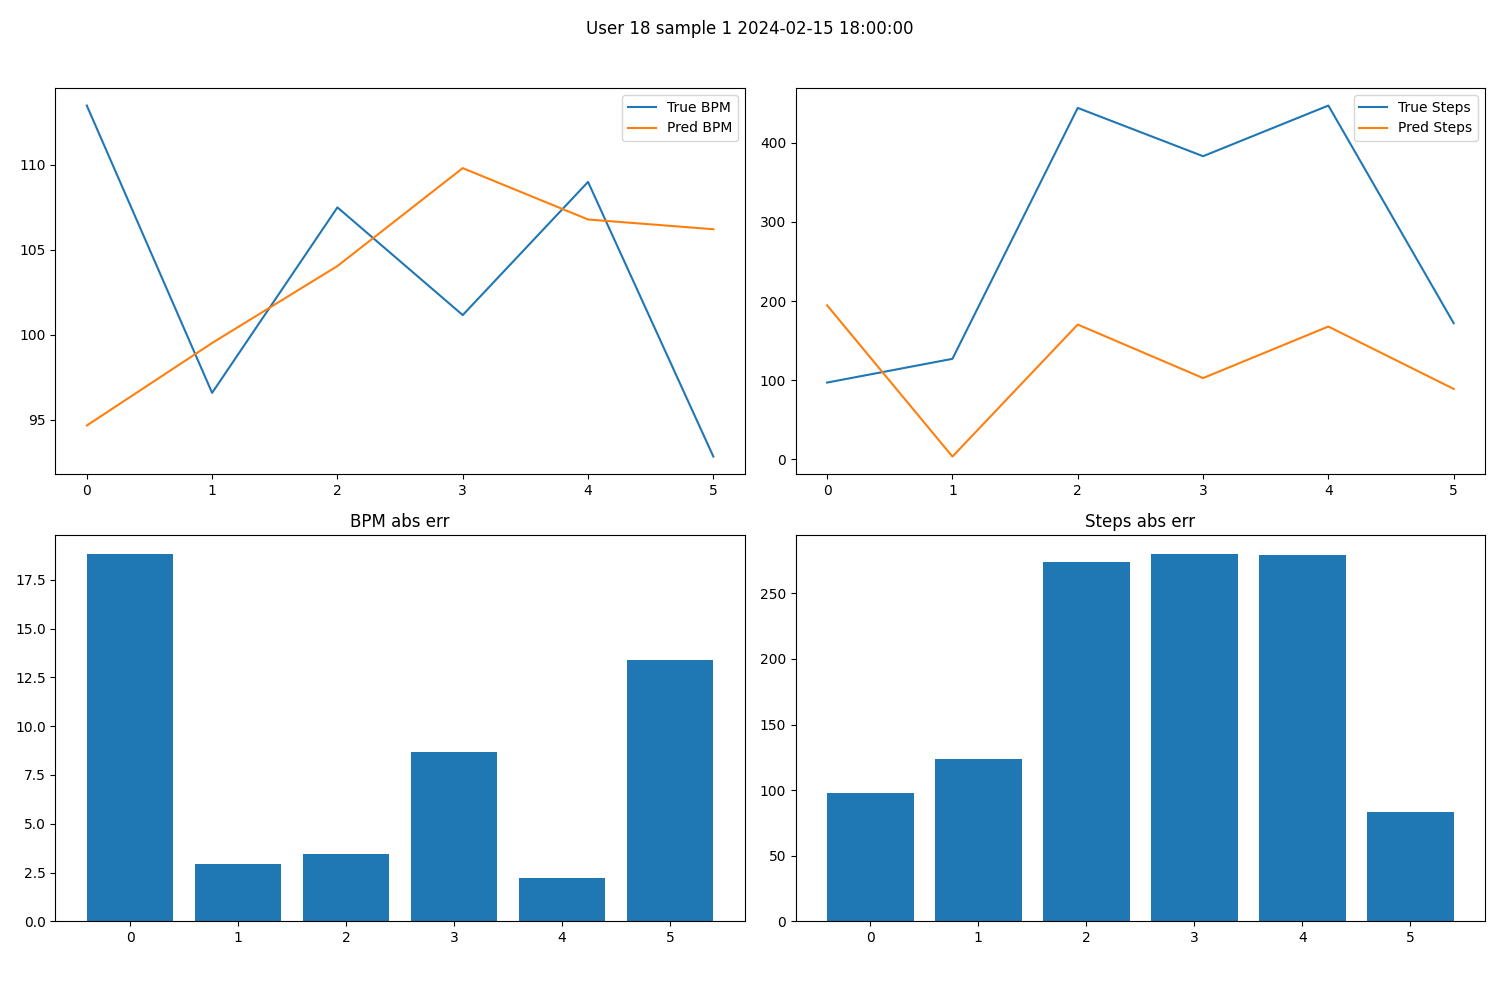 User 18 sample 1 2024-02-15 18:00:00
True BPM
Pred BPM
110
105
100
95
0 1 2 3 4 5
True Steps
Pred Steps
400
300
200
100
0
0 1 2 3 4 5
BPM abs err
17.5
15.0
12.5
10.0
7.5
5.0
2.5
0.0
0 1 2 3 4 5
Steps abs err
250
200
150
100
50
0
0 1 2 3 4 5